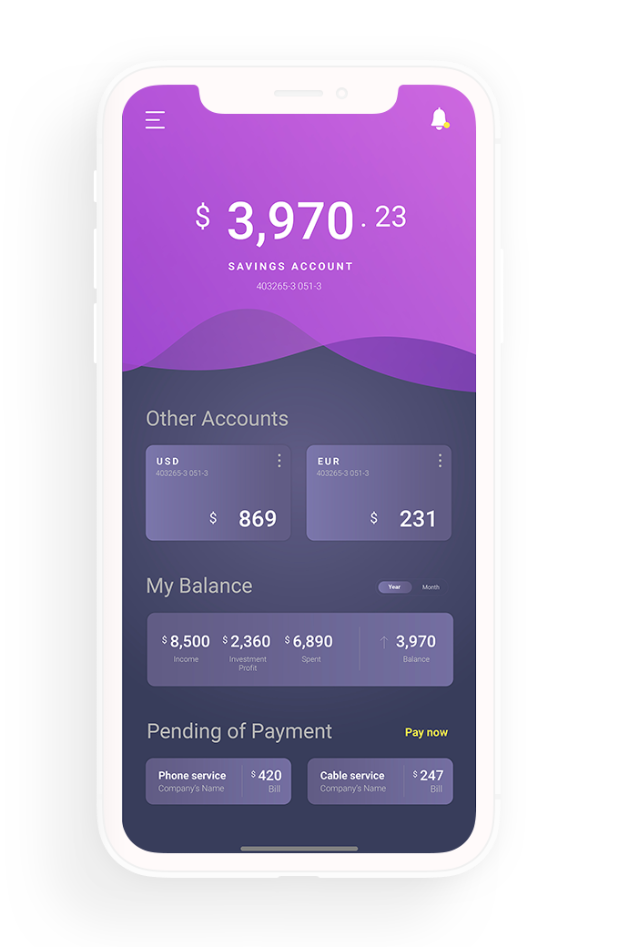 $ 3,970 . 23
SAVINGS ACCOUNT
403265-3 051-3
Other Accounts
USD
403265-3 051-3
$ 869
EUR
403265-3 051-3
$ 231
My Balance
Year Month
$ 8,500
Income
$ 2,360
Investment
Profit
$ 6,890
Spent
↑ 3,970
Balance
Pending of Payment
Pay now
Phone service
Company's Name
$ 420
Bill
Cable service
Company's Name
$ 247
Bill